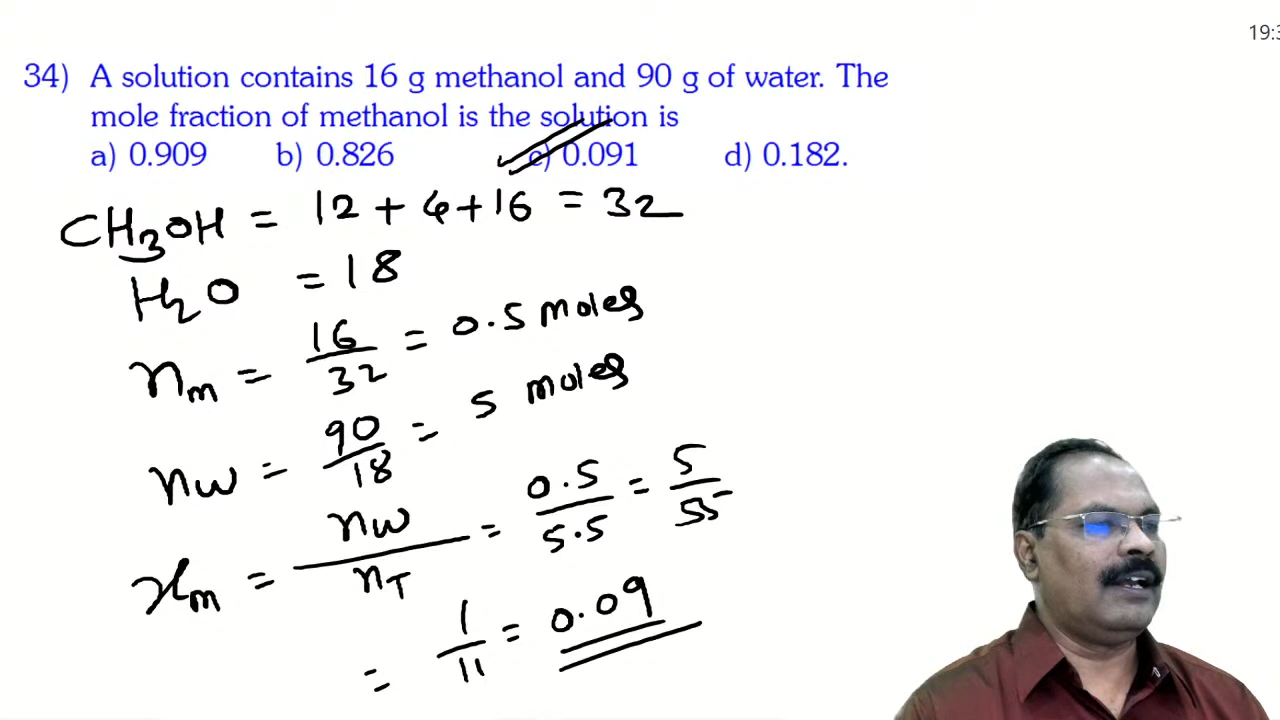 19:3
34) A solution contains 16 g methanol and 90 g of water. The
mole fraction of methanol is the solution is
a) 0.909 b) 0.826 c) 0.091 d) 0.182.
CH3OH = 12 + 4 + 16 = 32
H2O = 18
nm = 16/32 = 0.5 moles
nw = 90/18 = 5 moles
xm = nw/nT = 0.5/5.5 = 5/55
= 1/11 = 0.09